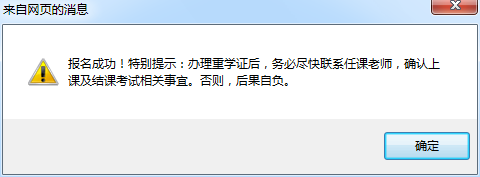 来自网页的消息
报名成功！特别提示：办理重学证后，务必尽快联系任课老师，确认上
课及结课考试相关事宜。否则，后果自负。
确定